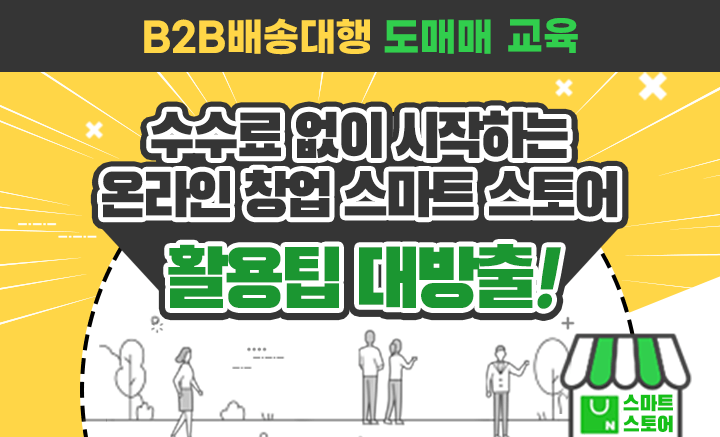 B2B배송대행 도매매 교육
수수료 없이 시작하는
온라인 창업 스마트 스토어
활용팁 대방출!
스마트
스토어
N